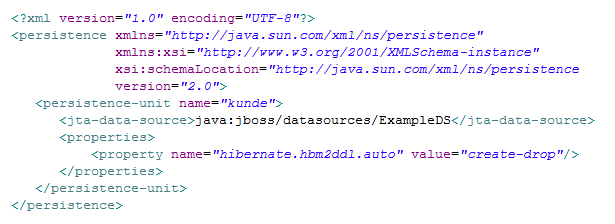 <?xml version="1.0" encoding="UTF-8"?>
<persistence xmlns="http://java.sun.com/xml/ns/persistence"
xmlns:xsi="http://www.w3.org/2001/XMLSchema-instance"
xsi:schemaLocation="http://java.sun.com/xml/ns/persistence
version="2.0">
<persistence-unit name="kunde">
<jta-data-source>java:jboss/datasources/ExampleDS</jta-data-source>
<properties>
<property name="hibernate.hbm2ddl.auto" value="create-drop"/>
</properties>
</persistence-unit>
</persistence>